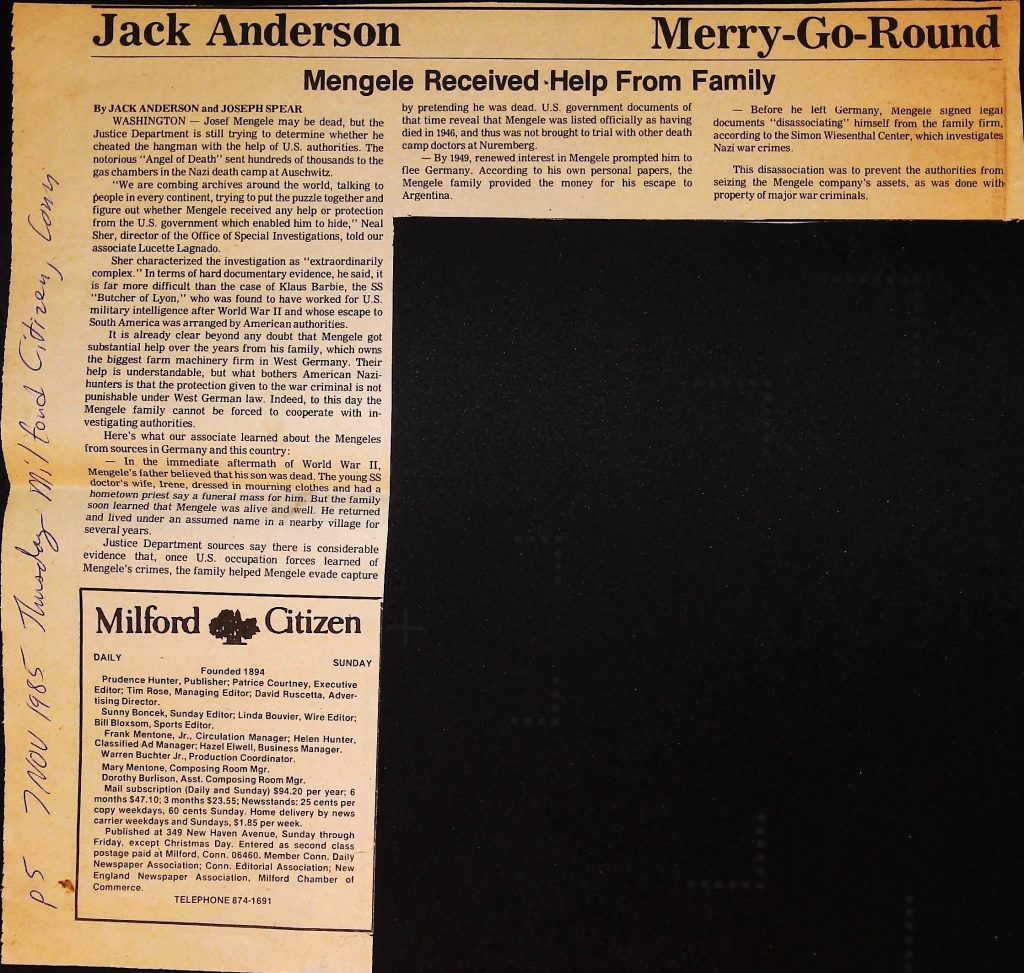 Jack Anderson Merry-Go-Round
Mengele Received Help From Family
By JACK ANDERSON and JOSEPH SPEAR
WASHINGTON — Josef Mengele may be dead, but the
Justice Department is still trying to determine whether he
cheated the hangman with the help of U.S. authorities. The
notorious "Angel of Death" sent hundreds of thousands to the
gas chambers in the Nazi death camp at Auschwitz.
"We are combing archives around the world, talking to
people in every continent, trying to put the puzzle together and
figure out whether Mengele received any help or protection
from the U.S. government which enabled him to hide," Neal
Sher, director of the Office of Special Investigations, told our
associate Lucette Lagnado.
Sher characterized the investigation as "extraordinarily
complex." In terms of hard documentary evidence, he said, it
is far more difficult than the case of Klaus Barbie, the SS
"Butcher of Lyon," who was found to have worked for U.S.
military intelligence after World War II and whose escape to
South America was arranged by American authorities.
It is already clear beyond any doubt that Mengele got
substantial help over the years from his family, which owns
the biggest farm machinery firm in West Germany. Their
help is understandable, but what bothers American Nazi-
hunters is that the protection given to the war criminal is not
punishable under West German law. Indeed, to this day the
Mengele family cannot be forced to cooperate with in-
vestigating authorities.
Here's what our associate learned about the Mengeles
from sources in Germany and this country:
— In the immediate aftermath of World War II,
Mengele's father believed that his son was dead. The young SS
doctor's wife, Irene, dressed in mourning clothes and had a
hometown priest say a funeral mass for him. But the family
soon learned that Mengele was alive and well. He returned
and lived under an assumed name in a nearby village for
several years.
Justice Department sources say there is considerable
evidence that, once U.S. occupation forces learned of
Mengele's crimes, the family helped Mengele evade capture
by pretending he was dead. U.S. government documents of
that time reveal that Mengele was listed officially as having
died in 1946, and thus was not brought to trial with other death
camp doctors at Nuremberg.
— By 1949, renewed interest in Mengele prompted him to
flee Germany. According to his own personal papers, the
Mengele family provided the money for his escape to
Argentina.
— Before he left Germany, Mengele signed legal
documents "disassociating" himself from the family firm,
according to the Simon Wiesenthal Center, which investigates
Nazi war crimes.
This disassociation was to prevent the authorities from
seizing the Mengele company's assets, as was done with
property of major war criminals.
Milford Citizen
DAILY SUNDAY
Founded 1894
Prudence Hunter, Publisher; Patrice Courtney, Executive
Editor; Tim Rose, Managing Editor; David Ruscetta, Adver-
tising Director.
Sunny Boncek, Sunday Editor; Linda Bouvier, Wire Editor;
Bill Bloxsom, Sports Editor.
Frank Mentone, Jr., Circulation Manager; Helen Hunter,
Classified Ad Manager; Hazel Elwell, Business Manager.
Warren Buchter Jr., Production Coordinator.
Mary Mentone, Composing Room Mgr.
Dorothy Burlison, Asst. Composing Room Mgr.
Mail subscription (Daily and Sunday) $94.20 per year; 6
months $47.10; 3 months $23.55; Newsstands: 25 cents per
copy weekdays, 60 cents Sunday. Home delivery by news
carrier weekdays and Sundays, $1.85 per week.
Published at 349 New Haven Avenue, Sunday through
Friday, except Christmas Day. Entered as second class
postage paid at Milford, Conn. 06460. Member Conn. Daily
Newspaper Association; Conn. Editorial Association; New
England Newspaper Association, Milford Chamber of
Commerce.
TELEPHONE 874-1691
p 5 7 NOV 1985 Thursday Milford Citizen, Conn